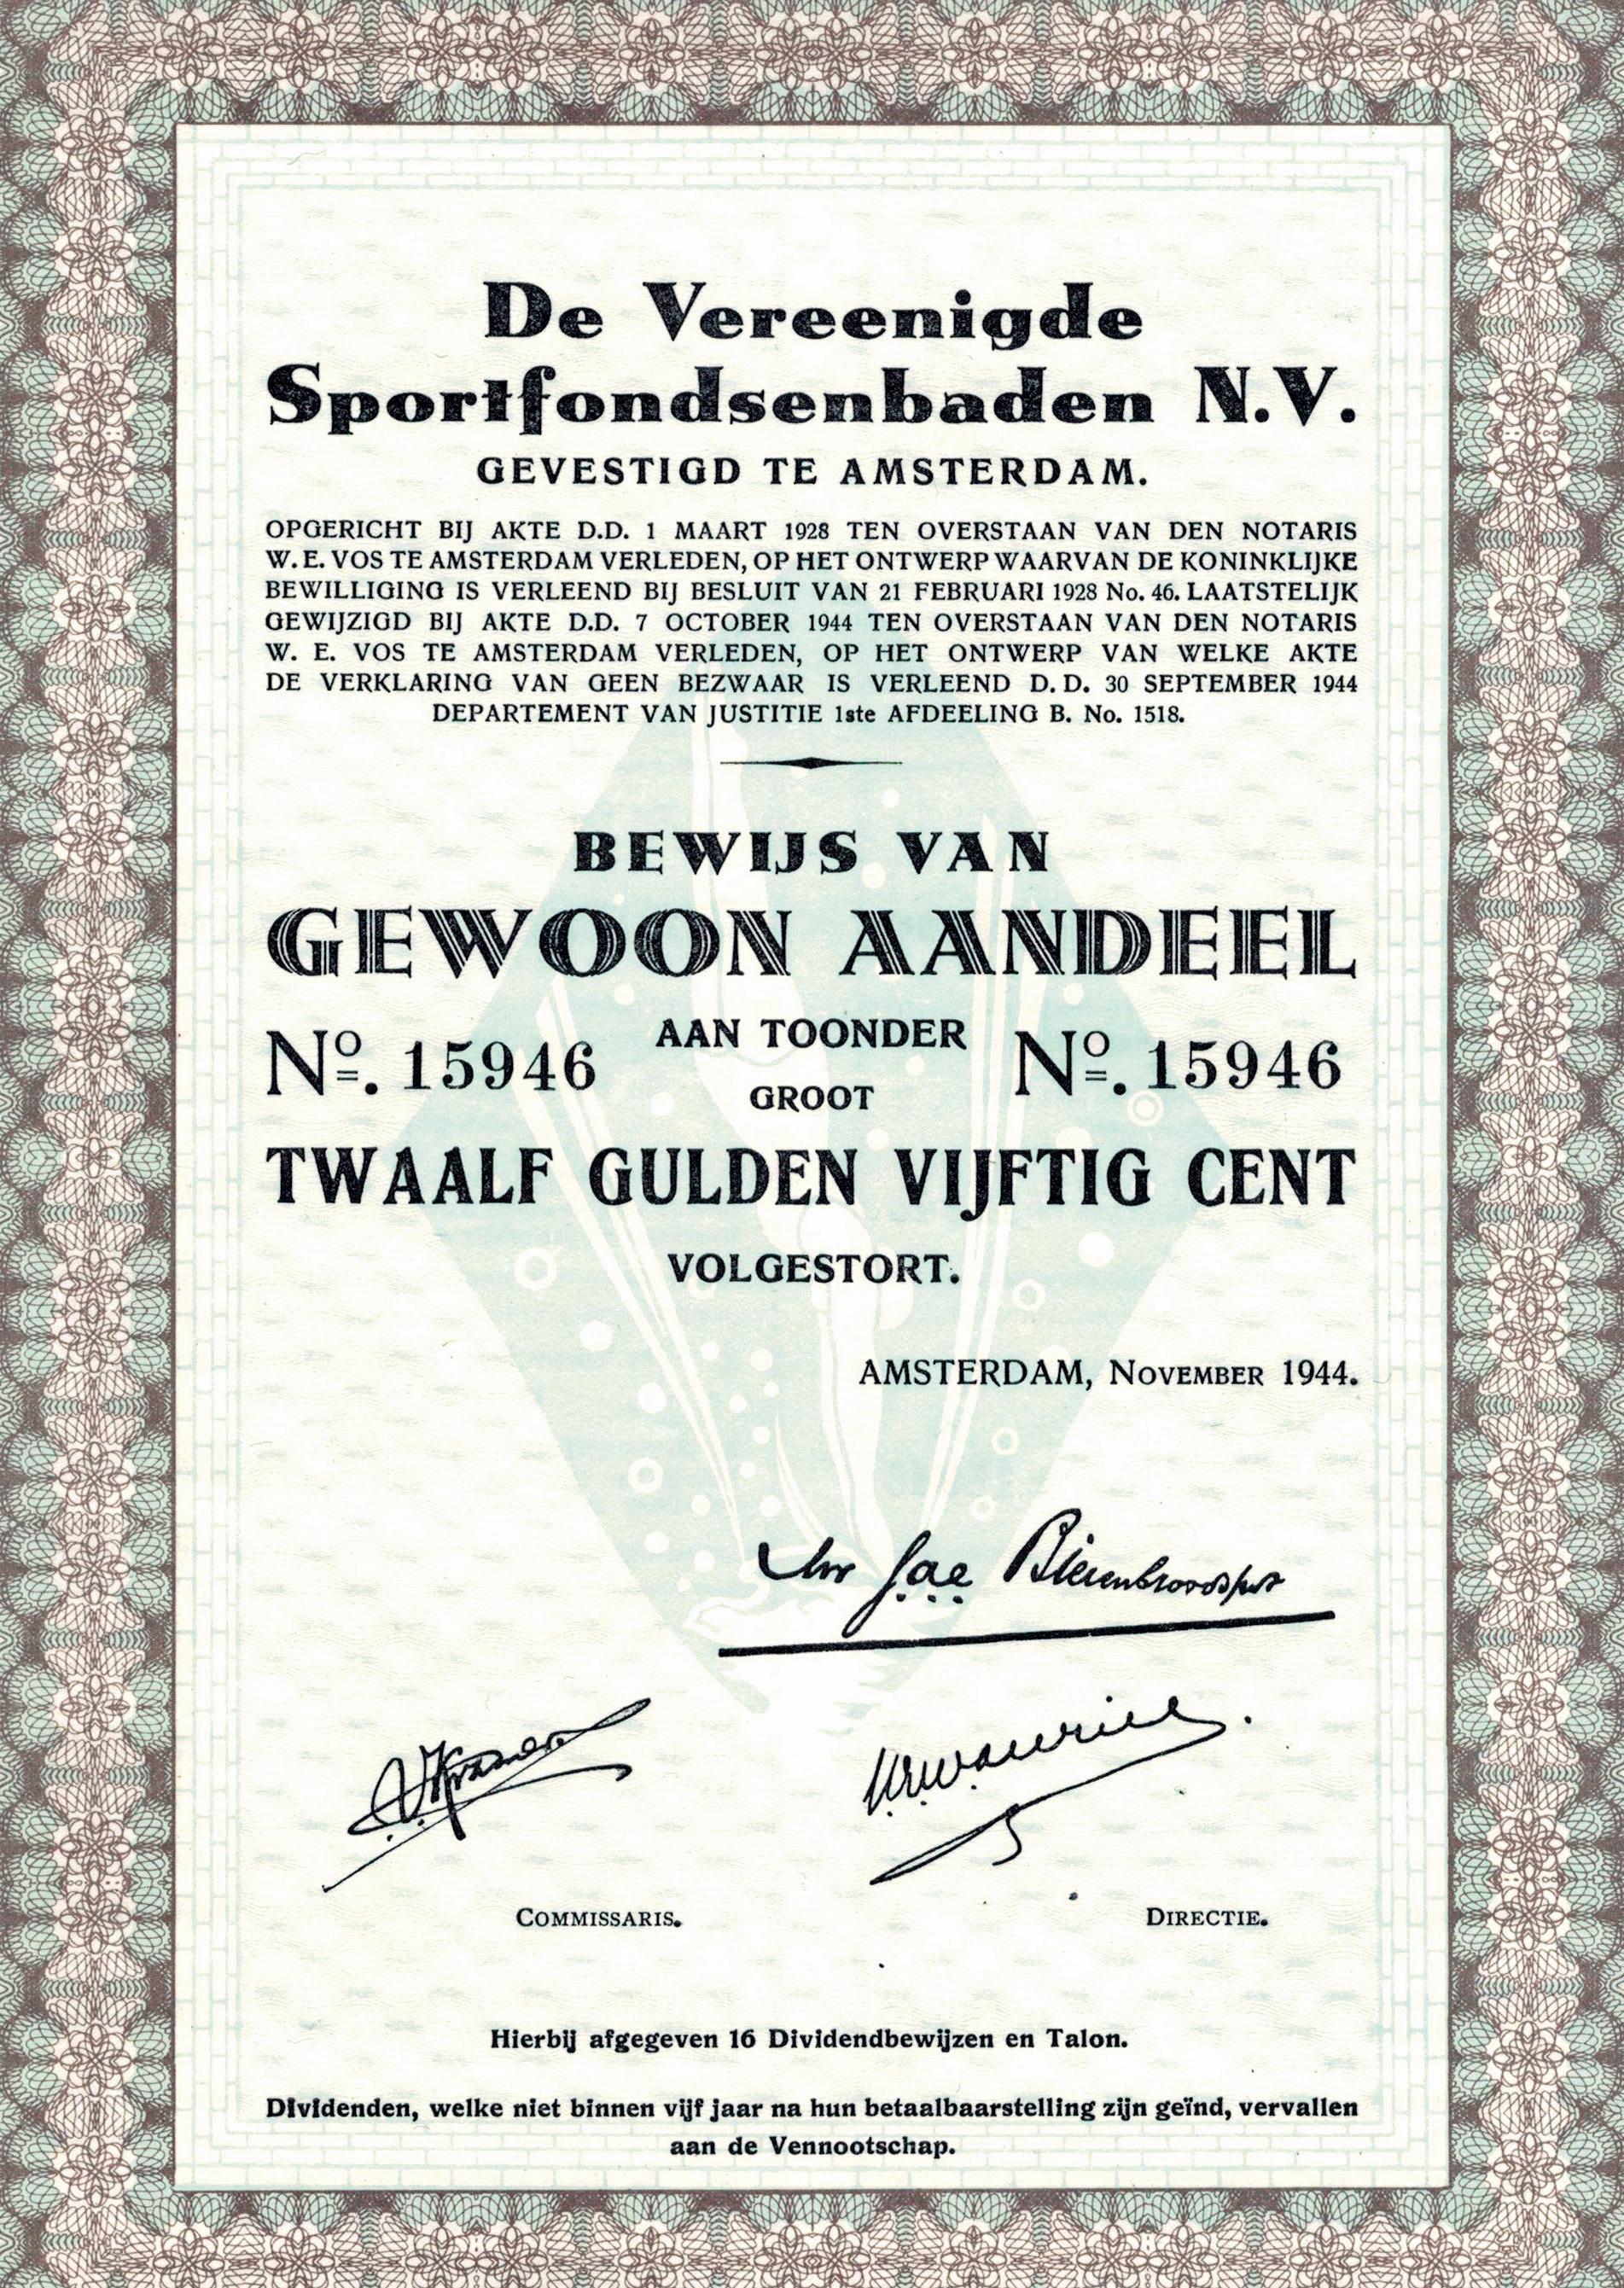 De Vereenigde
Sportfondsenbaden N.V.
GEVESTIGD TE AMSTERDAM.
OPGERICHT BIJ AKTE D.D. 1 MAART 1928 TEN OVERSTAAN VAN DEN NOTARIS
W. E. VOS TE AMSTERDAM VERLEDEN, OP HET ONTWERP WAARVAN DE KONINKLIJKE
BEWILLIGING IS VERLEEND BIJ BESLUIT VAN 21 FEBRUARI 1928 No. 46. LAATSTELIJK
GEWIJZIGD BIJ AKTE D.D. 7 OCTOBER 1944 TEN OVERSTAAN VAN DEN NOTARIS
W. E. VOS TE AMSTERDAM VERLEDEN, OP HET ONTWERP VAN WELKE AKTE
DE VERKLARING VAN GEEN BEZWAAR IS VERLEEND D.D. 30 SEPTEMBER 1944
DEPARTEMENT VAN JUSTITIE 1ste AFDEELING B. No. 1518.
BEWIJS VAN
GEWOON AANDEEL
Nº. 15946 AAN TOONDER Nº. 15946
GROOT
TWAALF GULDEN VIJFTIG CENT
VOLGESTORT.
AMSTERDAM, NOVEMBER 1944.
COMMISSARIS. DIRECTIE.
Hierbij afgegeven 16 Dividendbewijzen en Talon.
Dividenden, welke niet binnen vijf jaar na hun betaalbaarstelling zijn geïnd, vervallen
aan de Vennootschap.